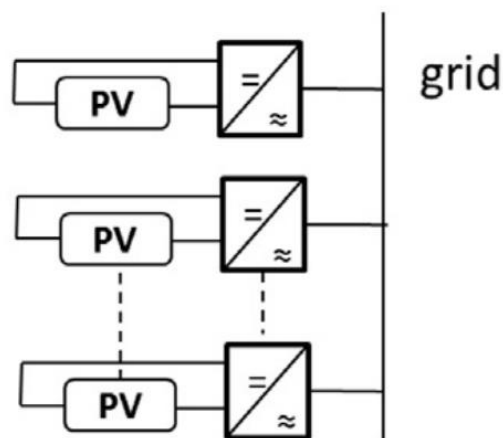 grid
PV
=
≈
PV
=
≈
PV
=
≈